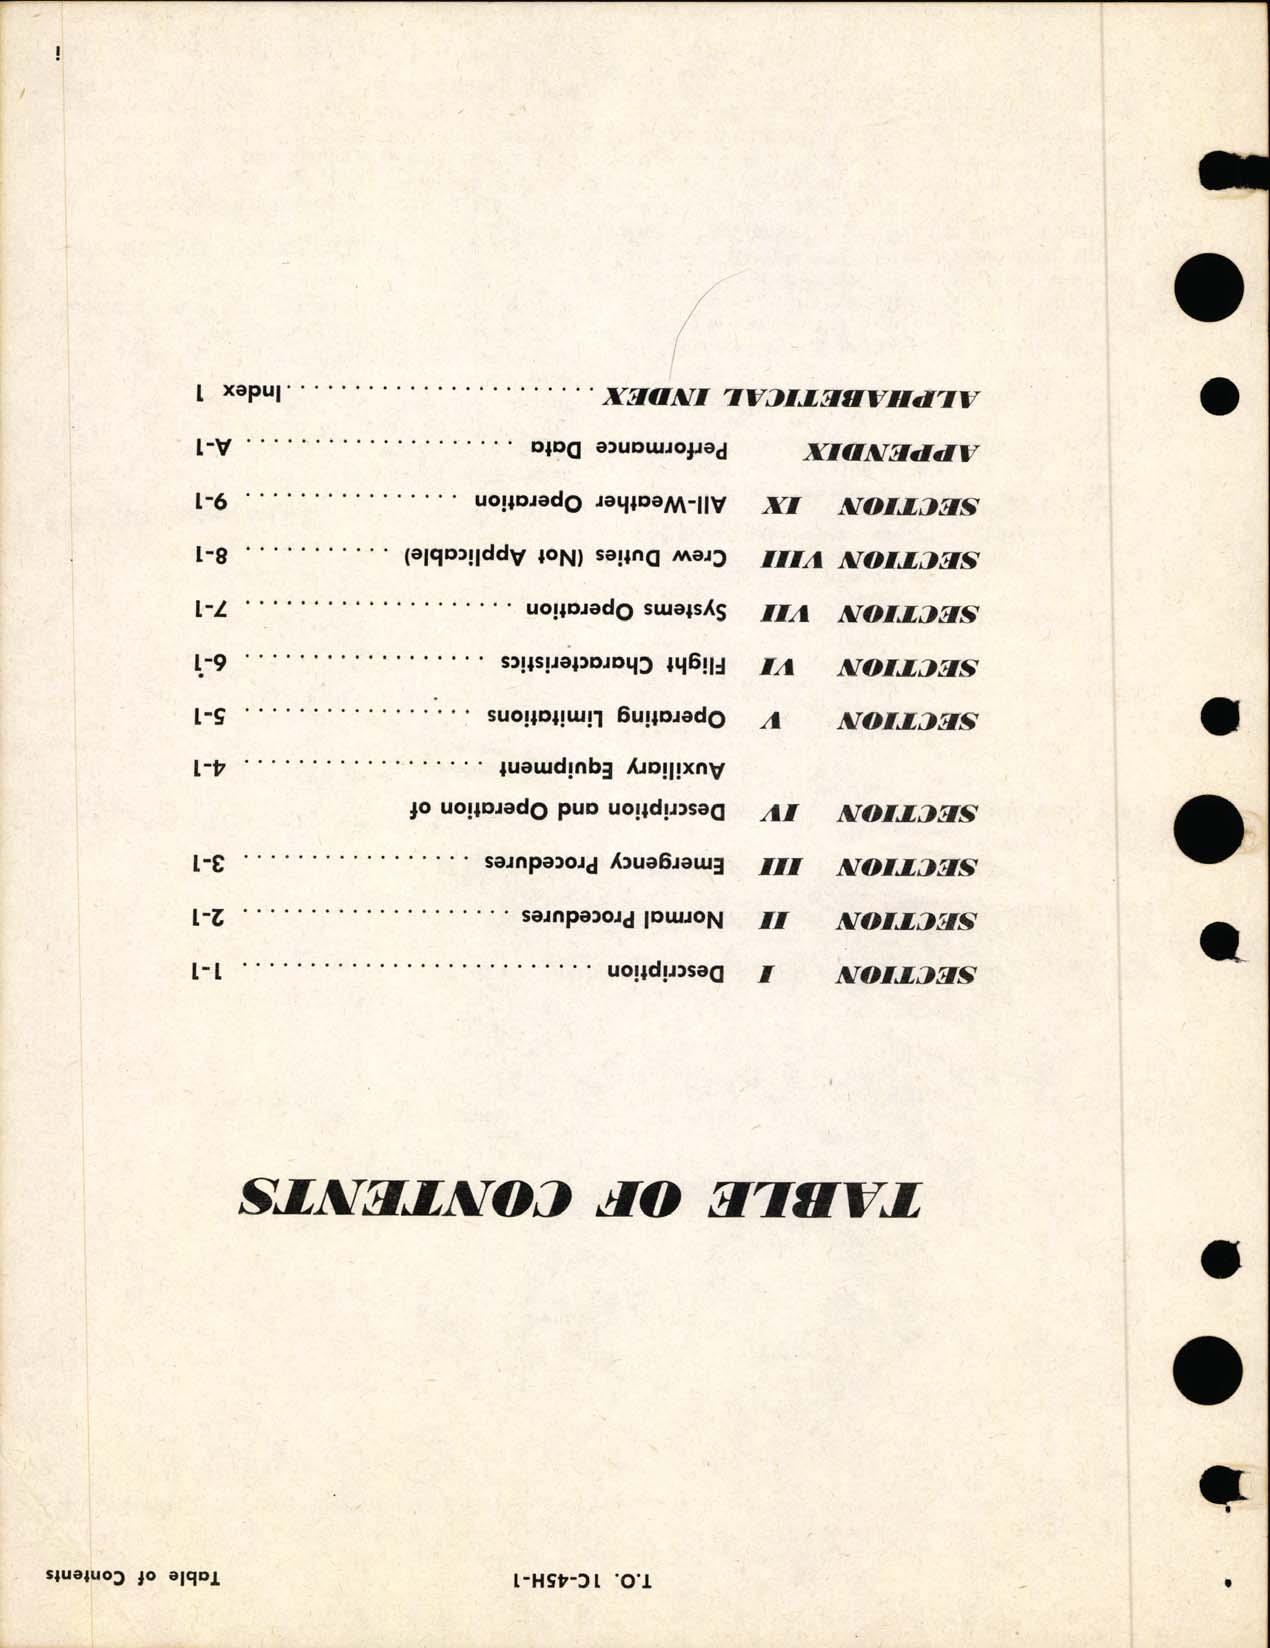 T.O. 1C-45H-1
Table of Contents
TABLE OF CONTENTS
SECTION I Description . . . . . . . . . . . . . . . . . . . . . . . . . . . 1-1
SECTION II Normal Procedures . . . . . . . . . . . . . . . . . . . . . 2-1
SECTION III Emergency Procedures . . . . . . . . . . . . . . . . . . 3-1
SECTION IV Description and Operation of
Auxiliary Equipment . . . . . . . . . . . . . . . . . . . 4-1
SECTION V Operating Limitations . . . . . . . . . . . . . . . . . . 5-1
SECTION VI Flight Characteristics . . . . . . . . . . . . . . . . . . . 6-1
SECTION VII Systems Operation . . . . . . . . . . . . . . . . . . . . . 7-1
SECTION VIII Crew Duties (Not Applicable) . . . . . . . . . . . 8-1
SECTION IX All-Weather Operation . . . . . . . . . . . . . . . . . 9-1
APPENDIX Performance Data . . . . . . . . . . . . . . . . . . . . . A-1
ALPHABETICAL INDEX . . . . . . . . . . . . . . . . . . . . . . . . Index 1
i